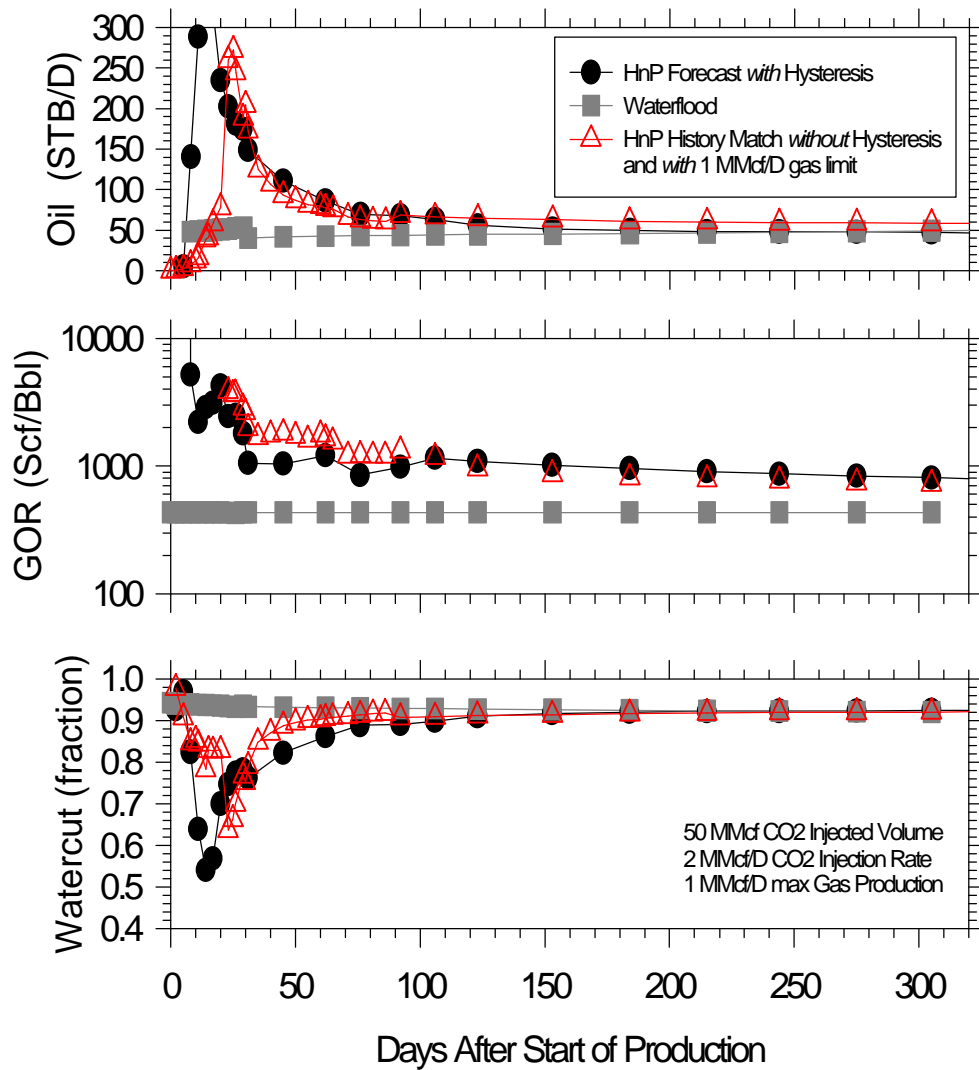 300
250
200
150
100
50
0
Oil (STB/D)
HnP Forecast with Hysteresis
Waterflood
HnP History Match without Hysteresis
and with 1 MMcf/D gas limit
10000
1000
100
GOR (Scf/Bbl)
1.0
0.9
0.8
0.7
0.6
0.5
0.4
Watercut (fraction)
50 MMcf CO2 Injected Volume
2 MMcf/D CO2 Injection Rate
1 MMcf/D max Gas Production
0 50 100 150 200 250 300
Days After Start of Production